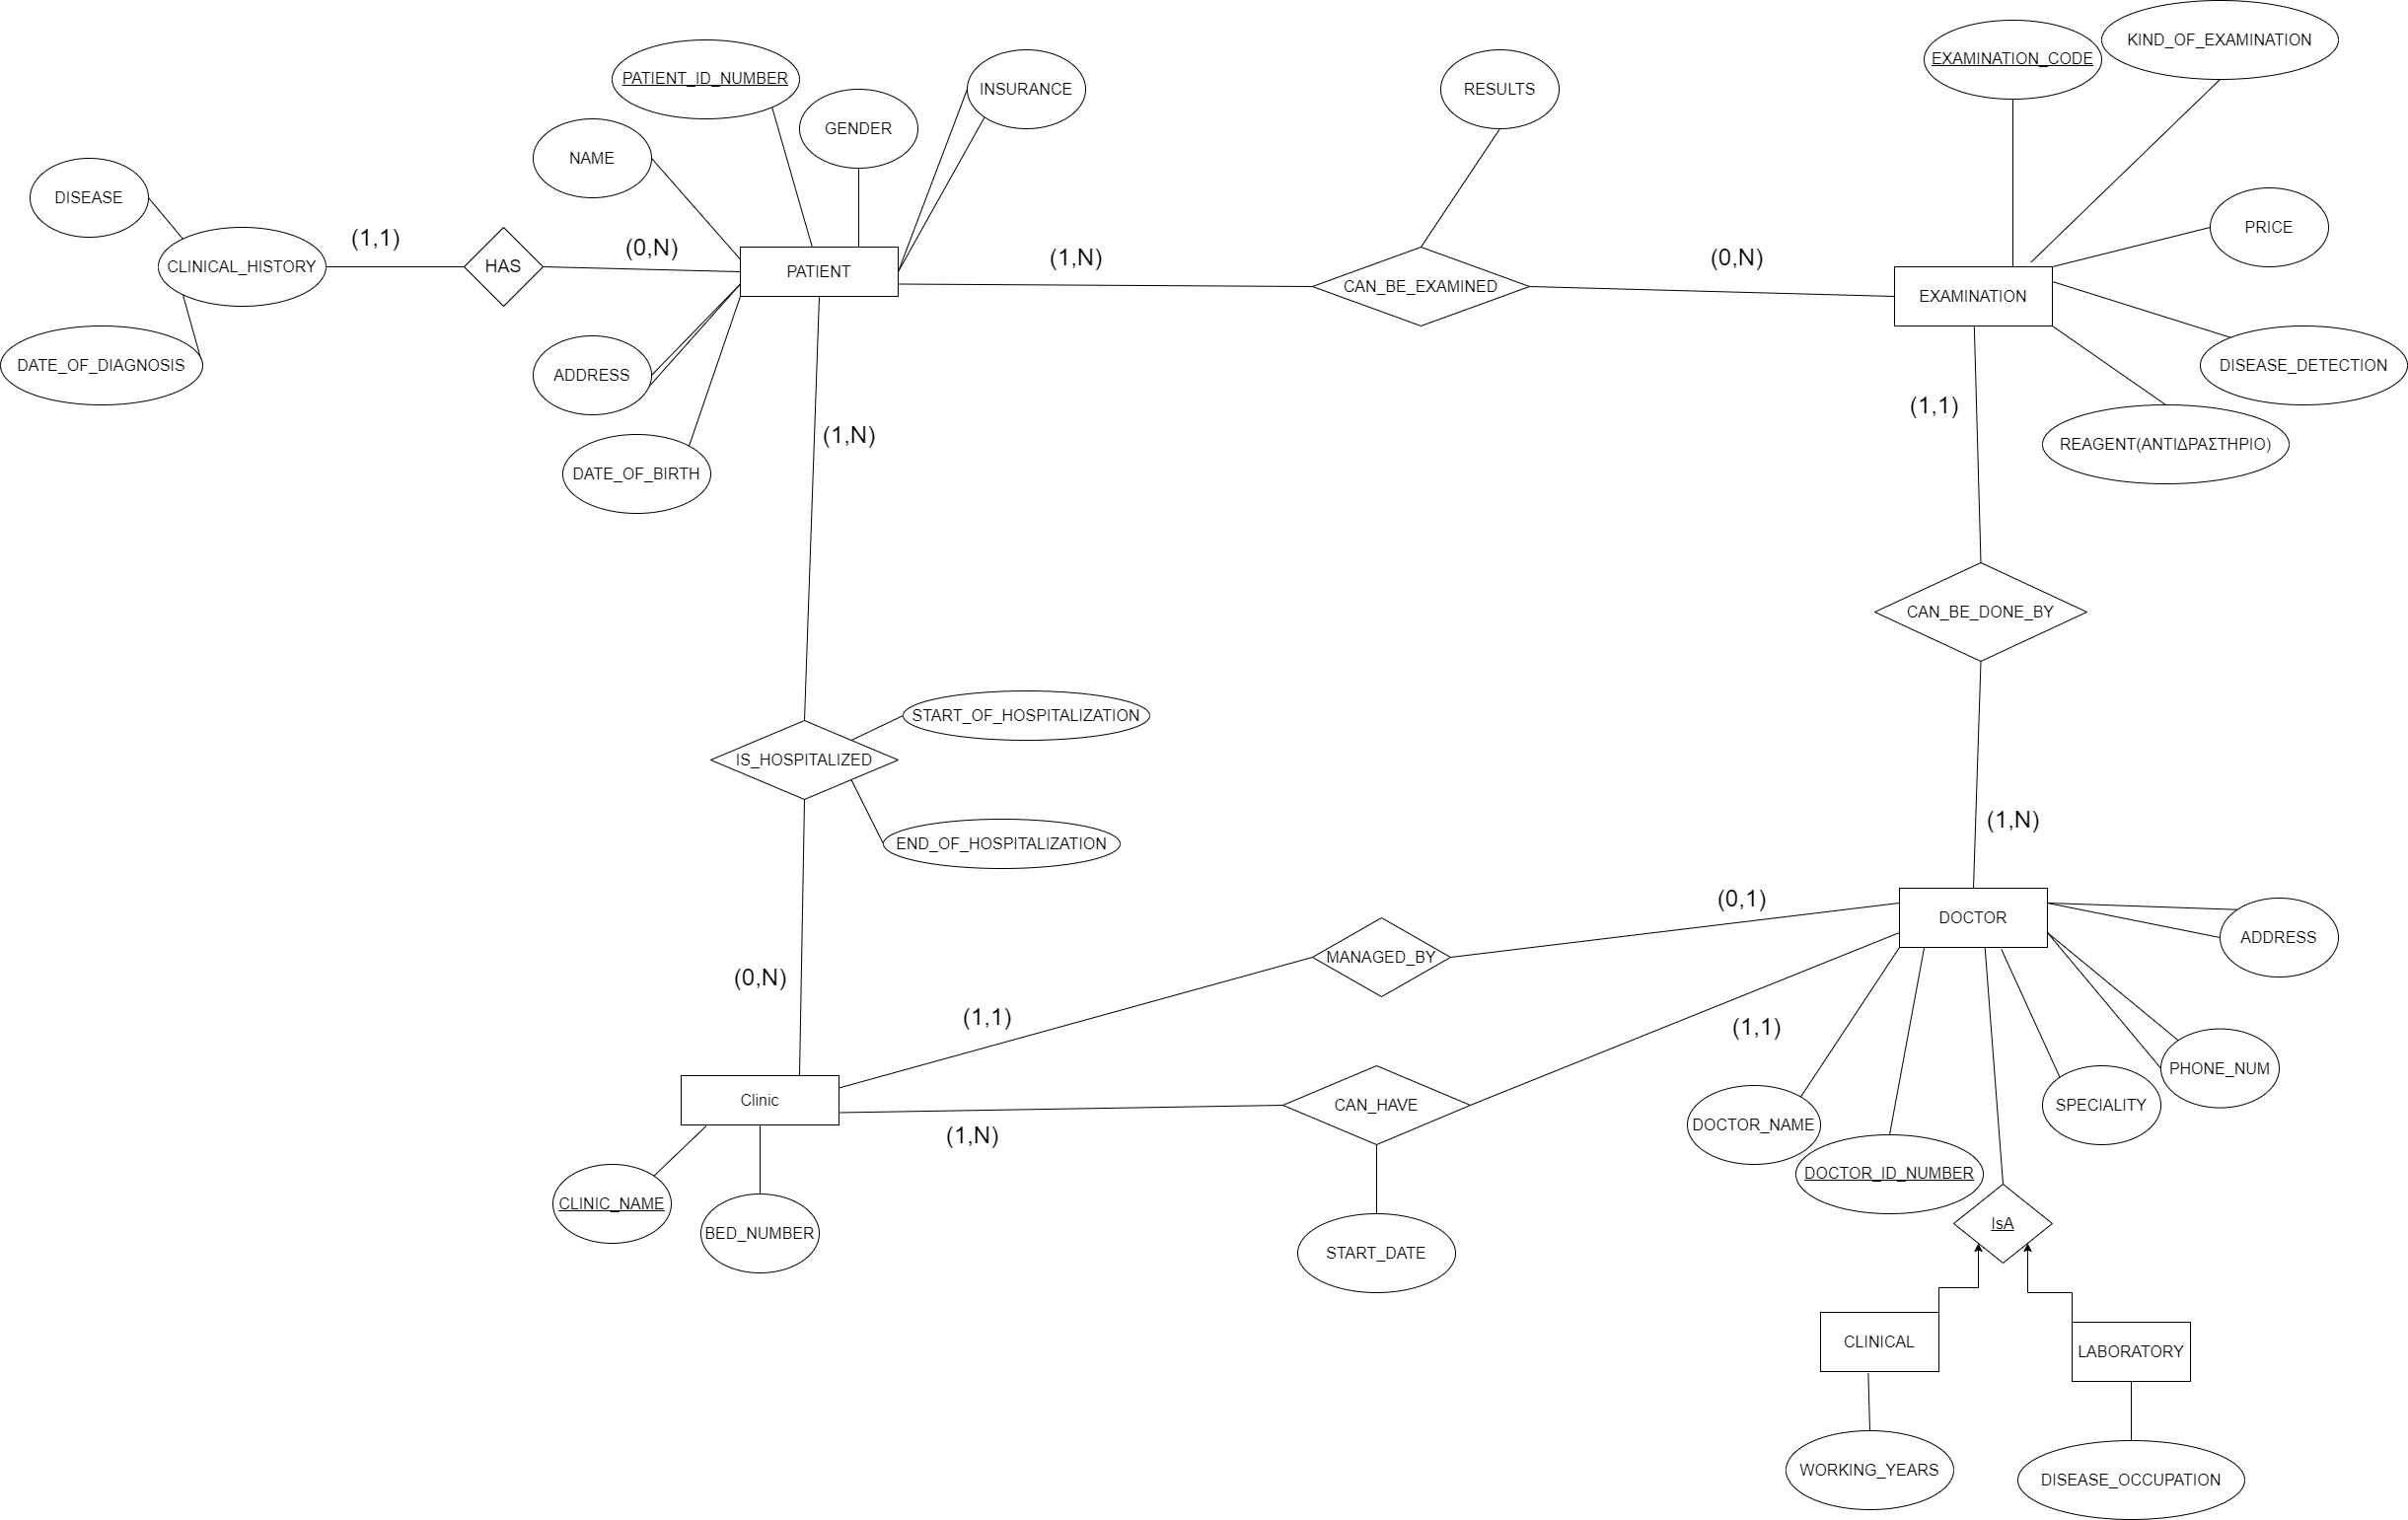 KIND_OF_EXAMINATION
EXAMINATION_CODE
PATIENT_ID_NUMBER
INSURANCE
RESULTS
GENDER
NAME
DISEASE
PRICE
(1,1)
(0,N)
(1,N)
(0,N)
CLINICAL_HISTORY
HAS
PATIENT
CAN_BE_EXAMINED
EXAMINATION
DATE_OF_DIAGNOSIS
ADDRESS
DISEASE_DETECTION
(1,1)
(1,N)
REAGENT(ΑΝΤΙΔΡΑΣΤΗΡΙΟ)
DATE_OF_BIRTH
CAN_BE_DONE_BY
START_OF_HOSPITALIZATION
IS_HOSPITALIZED
END_OF_HOSPITALIZATION
(1,N)
(0,1)
DOCTOR
ADDRESS
MANAGED_BY
(0,N)
(1,1)
(1,1)
PHONE_NUM
Clinic
CAN_HAVE
SPECIALITY
DOCTOR_NAME
(1,N)
DOCTOR_ID_NUMBER
CLINIC_NAME
BED_NUMBER
IsA
START_DATE
CLINICAL
LABORATORY
WORKING_YEARS
DISEASE_OCCUPATION